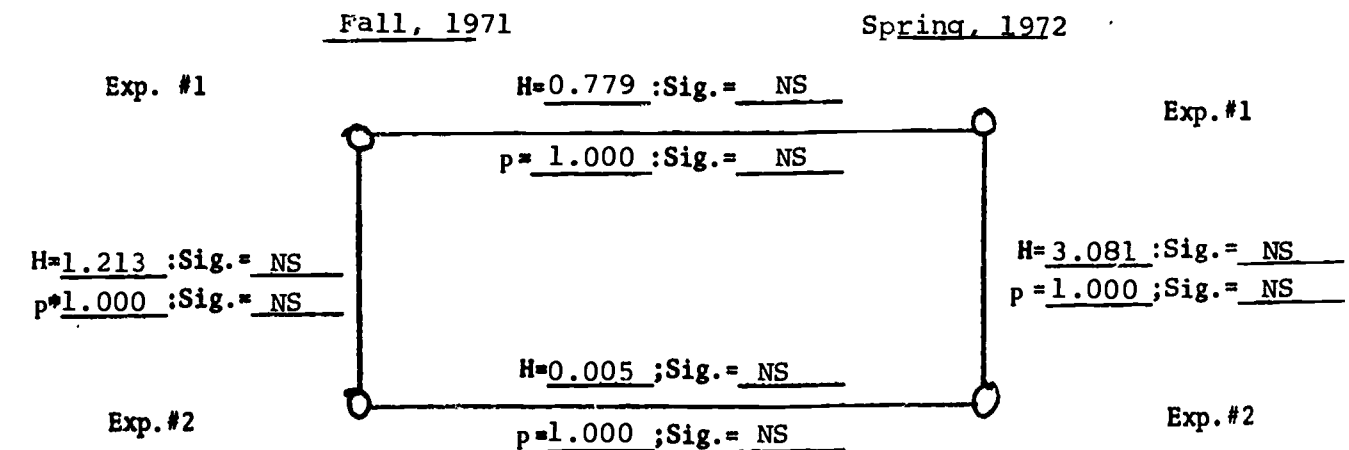 Fall, 1971 Spring, 1972
Exp. #1 H=0.779 :Sig.= NS Exp.#1
p= 1.000 :Sig.= NS
H=1.213 :Sig.= NS H=3.081 :Sig.= NS
p=1.000 :Sig.= NS p =1.000 ;Sig.= NS
H=0.005 ;Sig.= NS
Exp.#2 p=1.000 ;Sig.= NS Exp.#2